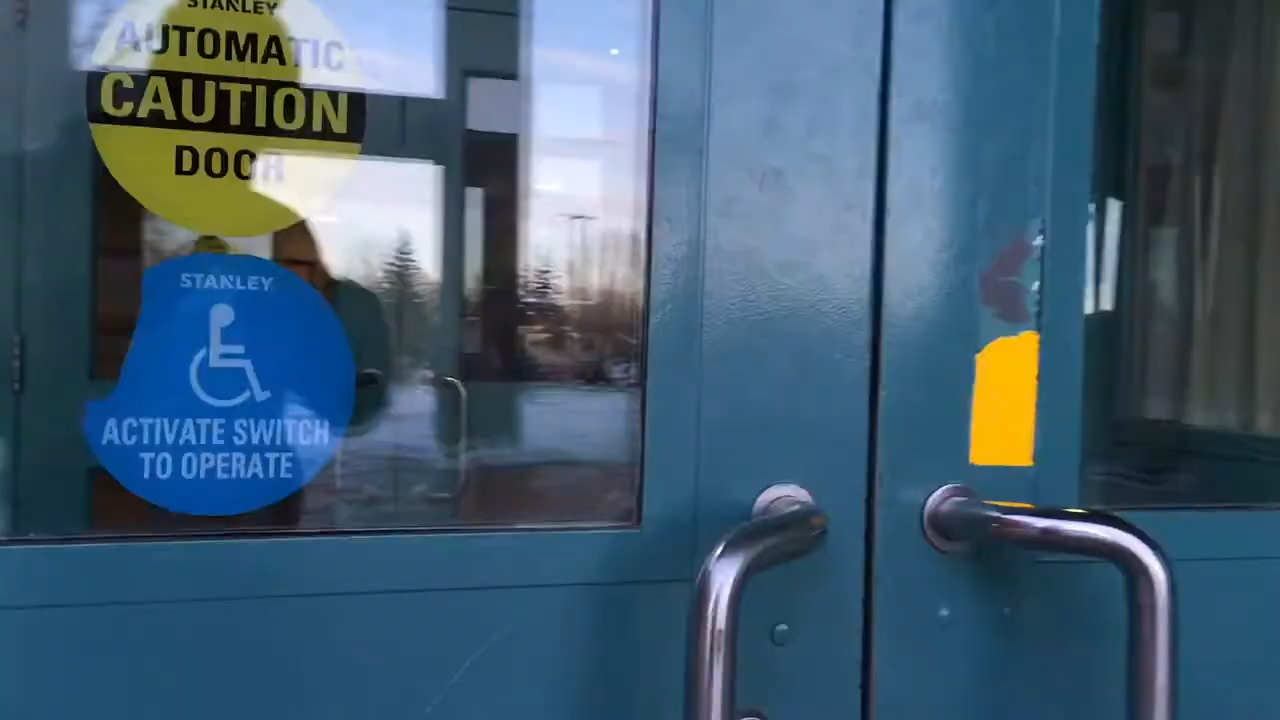 STANLEY
AUTOMATIC
CAUTION
DOOR
STANLEY
ACTIVATE SWITCH
TO OPERATE